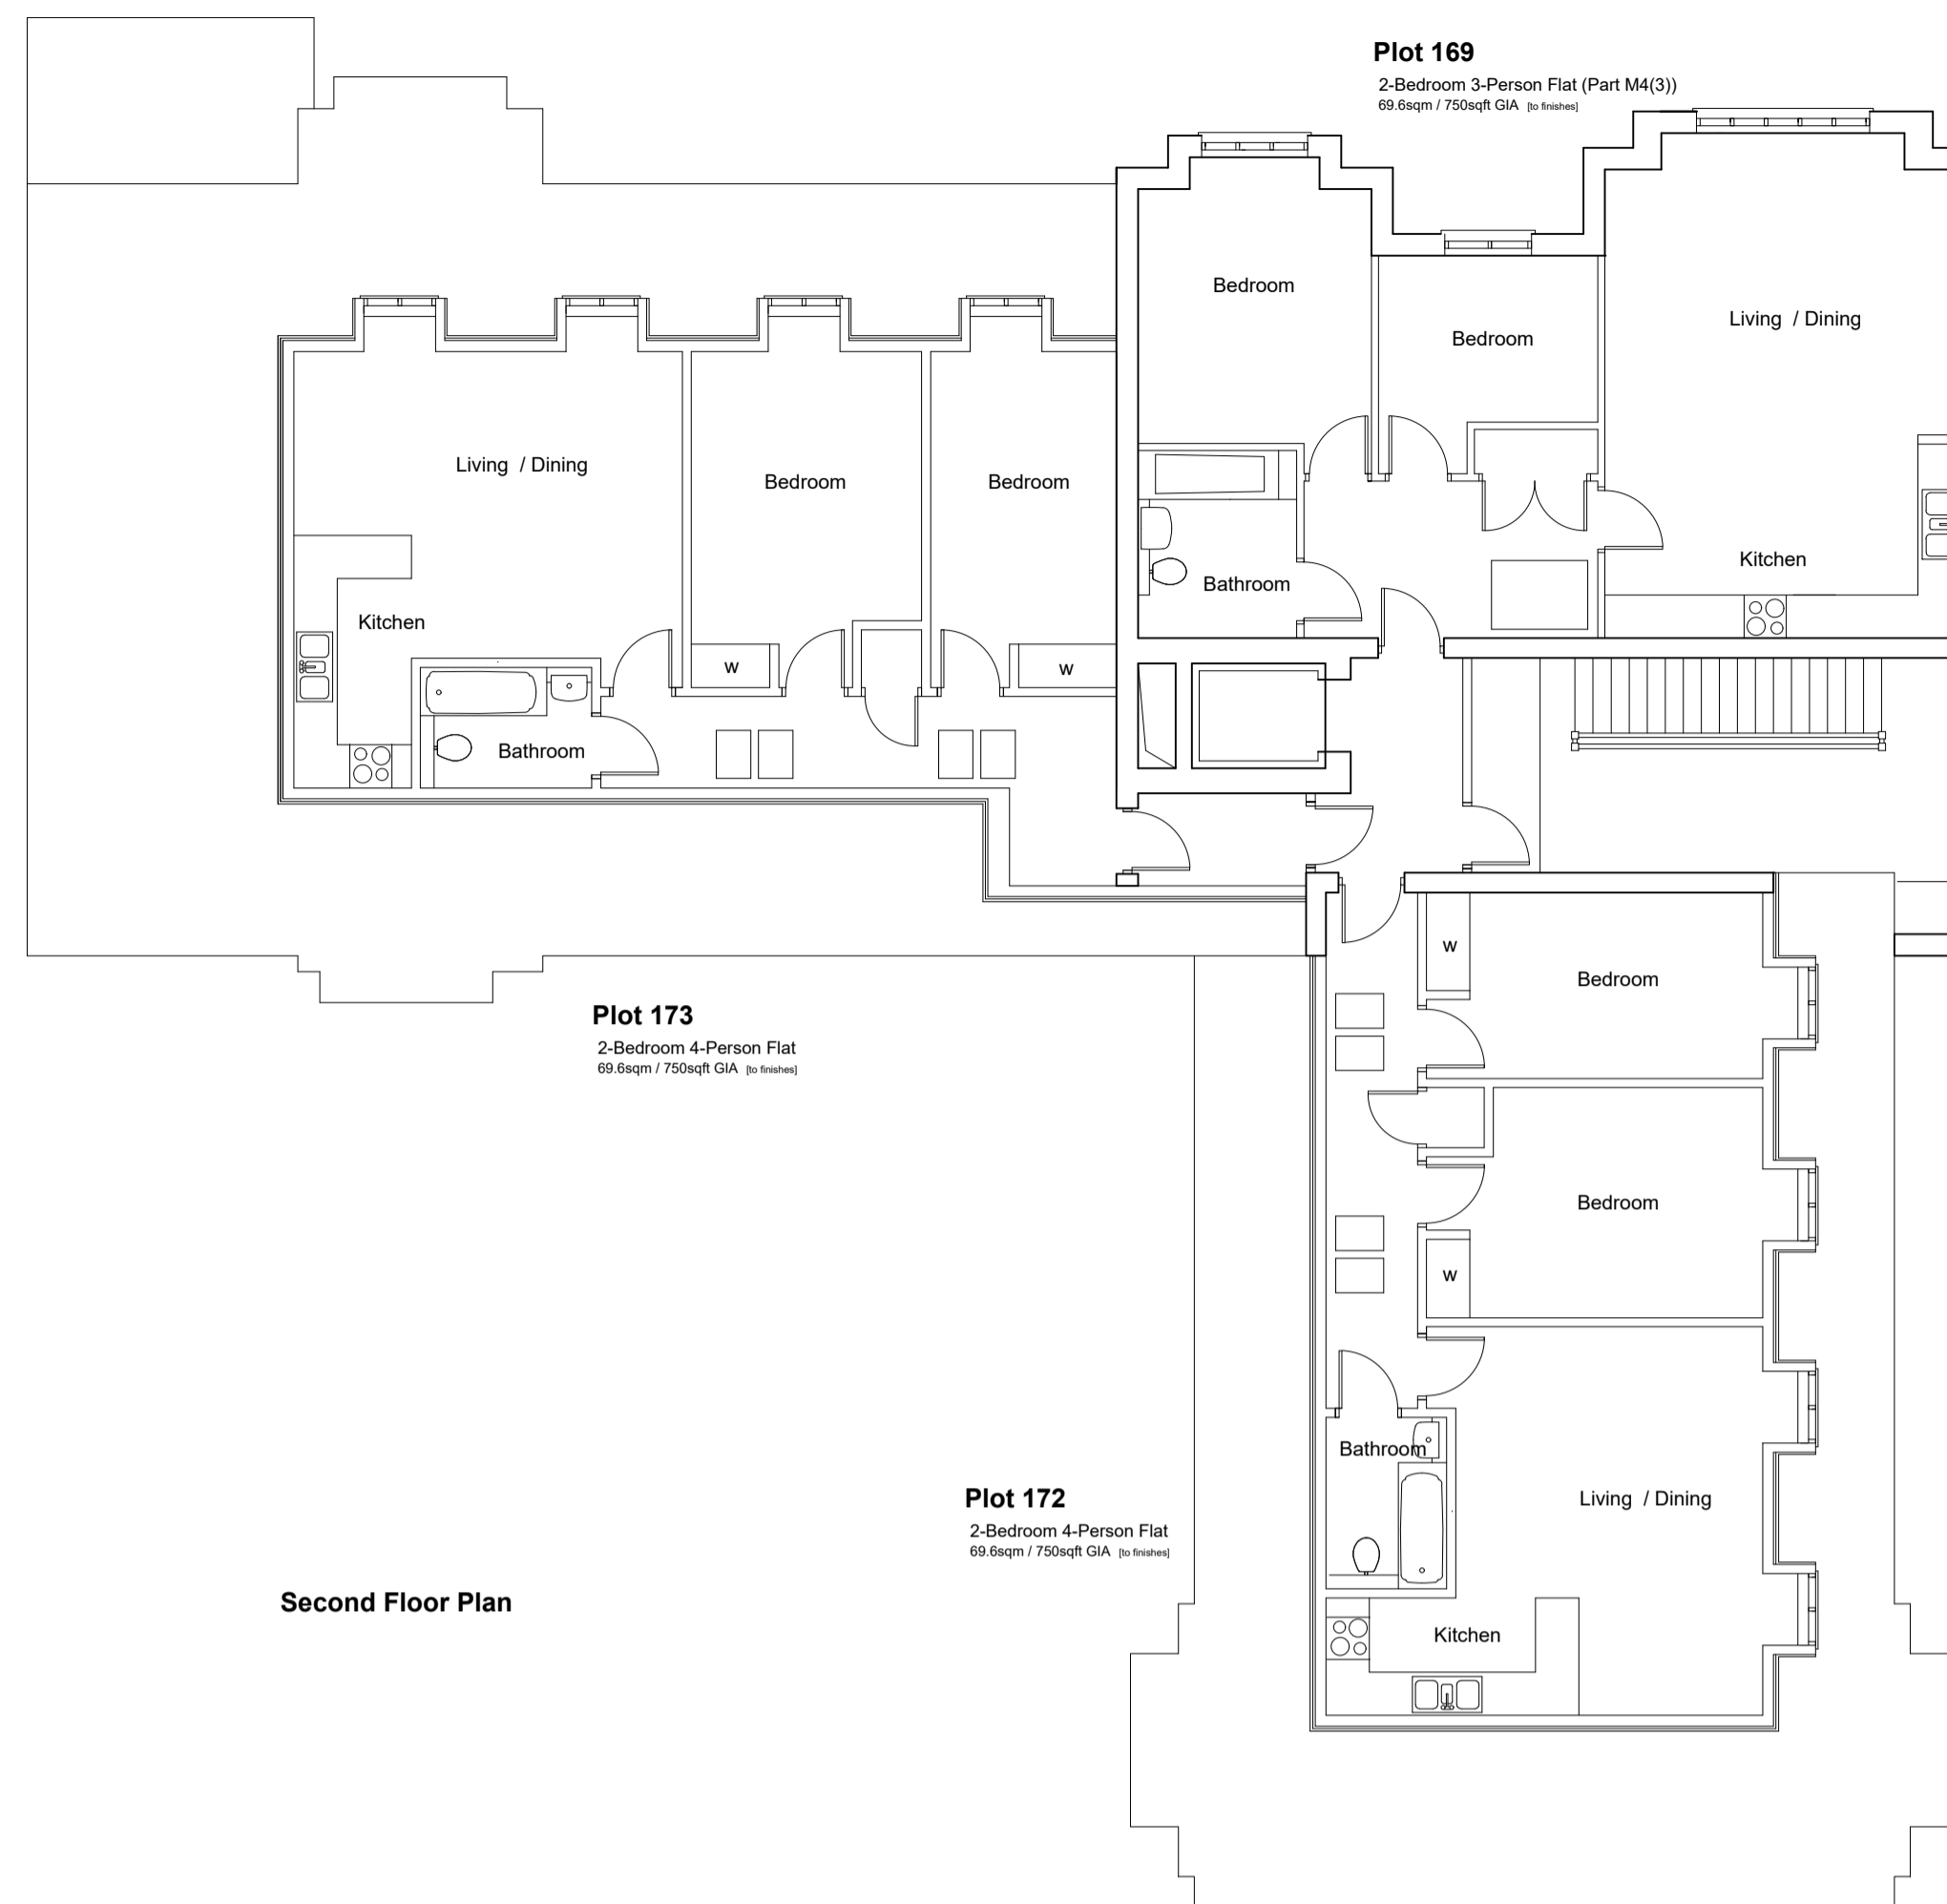 Plot 169
2-Bedroom 3-Person Flat (Part M4(3))
69.6sqm / 750sqft GIA [to finishes]
Bedroom
Bedroom
Living / Dining
Kitchen
Bathroom
Living / Dining
Bedroom
Bedroom
Kitchen
W
W
Bathroom
Plot 173
2-Bedroom 4-Person Flat
69.6sqm / 750sqft GIA [to finishes]
W
Bedroom
Bedroom
W
Bathroom
Living / Dining
Kitchen
Plot 172
2-Bedroom 4-Person Flat
69.6sqm / 750sqft GIA [to finishes]
Second Floor Plan